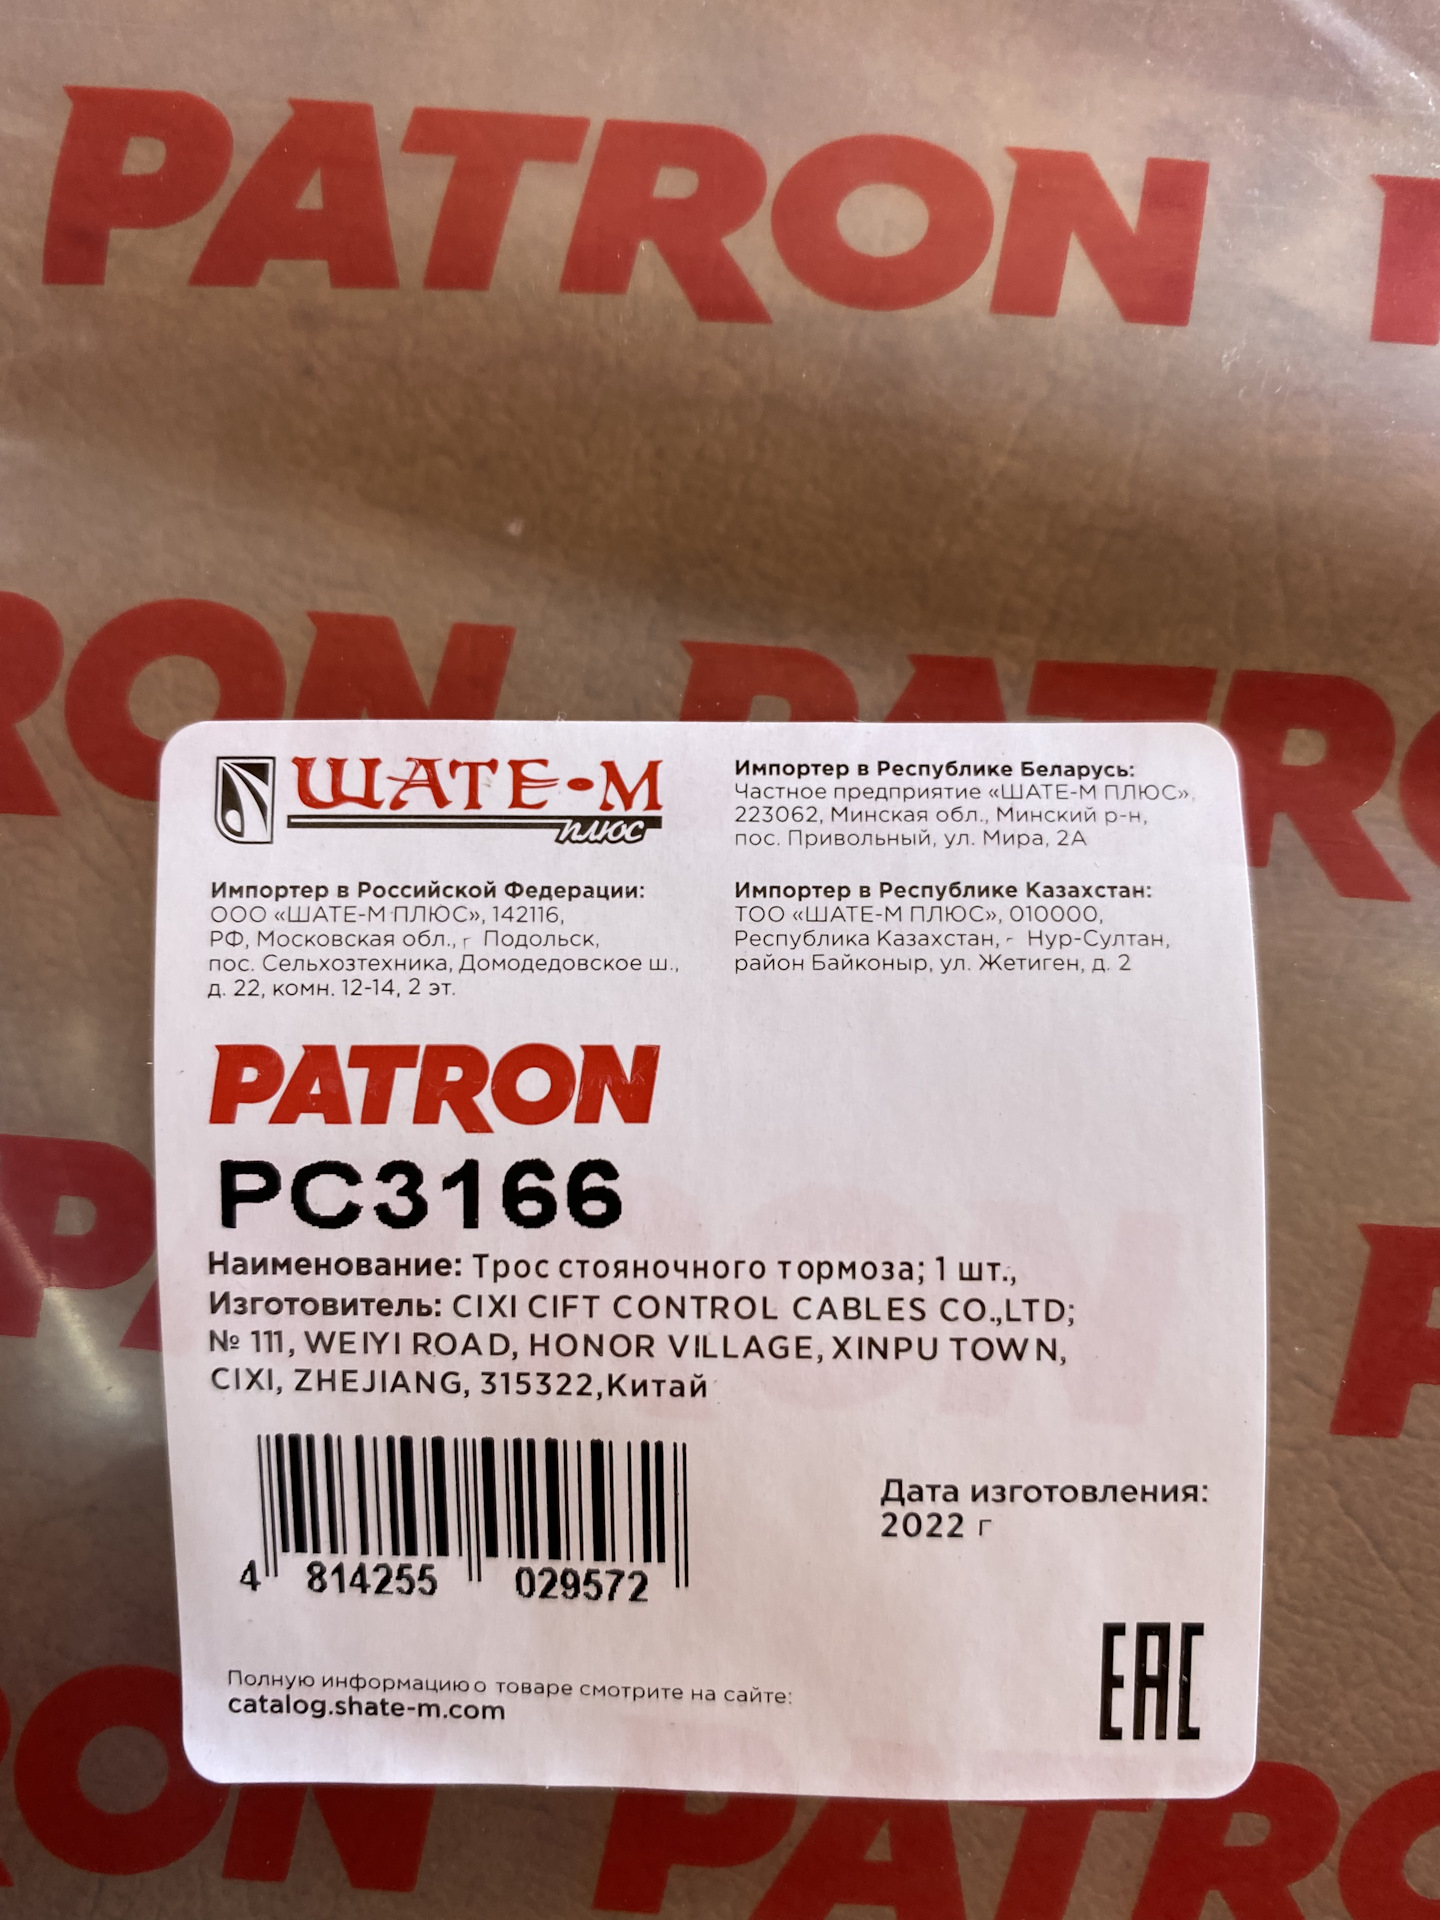 PATRON
RON PATRO
ШАТЕ-М
плюс
Импортер в Республике Беларусь:
Частное предприятие «ШАТЕ-М ПЛЮС»,
223062, Минская обл., Минский р-н,
пос. Привольный, ул. Мира, 2А
Импортер в Российской Федерации:
ООО «ШАТЕ-М ПЛЮС», 142116,
РФ, Московская обл., г Подольск,
пос. Сельхозтехника, Домодедовское ш.,
д. 22, комн. 12-14, 2 эт.
Импортер в Республике Казахстан:
ТОО «ШАТЕ-М ПЛЮС», 010000,
Республика Казахстан, г Нур-Султан,
район Байконыр, ул. Жетиген, д. 2
PATRON
PC3166
Наименование: Трос стояночного тормоза; 1 шт.,
Изготовитель: CIXI CIFT CONTROL CABLES CO.,LTD;
№ 111, WEIYI ROAD, HONOR VILLAGE, XINPU TOWN,
CIXI, ZHEJIANG, 315322,Китай
4 814255 029572
Дата изготовления:
2022 г
EAC
Полную информацию о товаре смотрите на сайте:
catalog.shate-m.com
RON PATRO